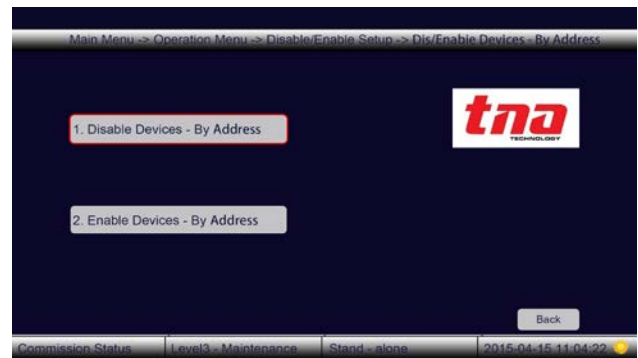 Main Menu -> Operation Menu -> Disable/Enable Setup -> Dis/Enable Devices - By Address
1. Disable Devices - By Address
tna
TECHNOLOGY
2. Enable Devices - By Address
Back
Commission Status Level3 - Maintenance Stand - alone 2015-04-15 11:04:22